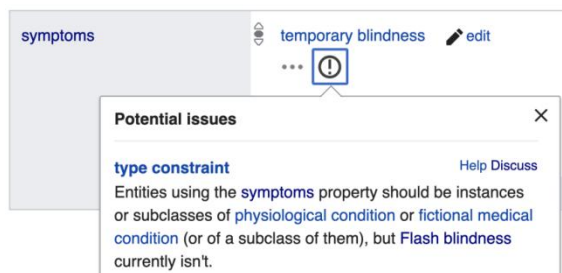 symptoms
temporary blindness edit
Potential issues
type constraint Help Discuss
Entities using the symptoms property should be instances
or subclasses of physiological condition or fictional medical
condition (or of a subclass of them), but Flash blindness
currently isn't.